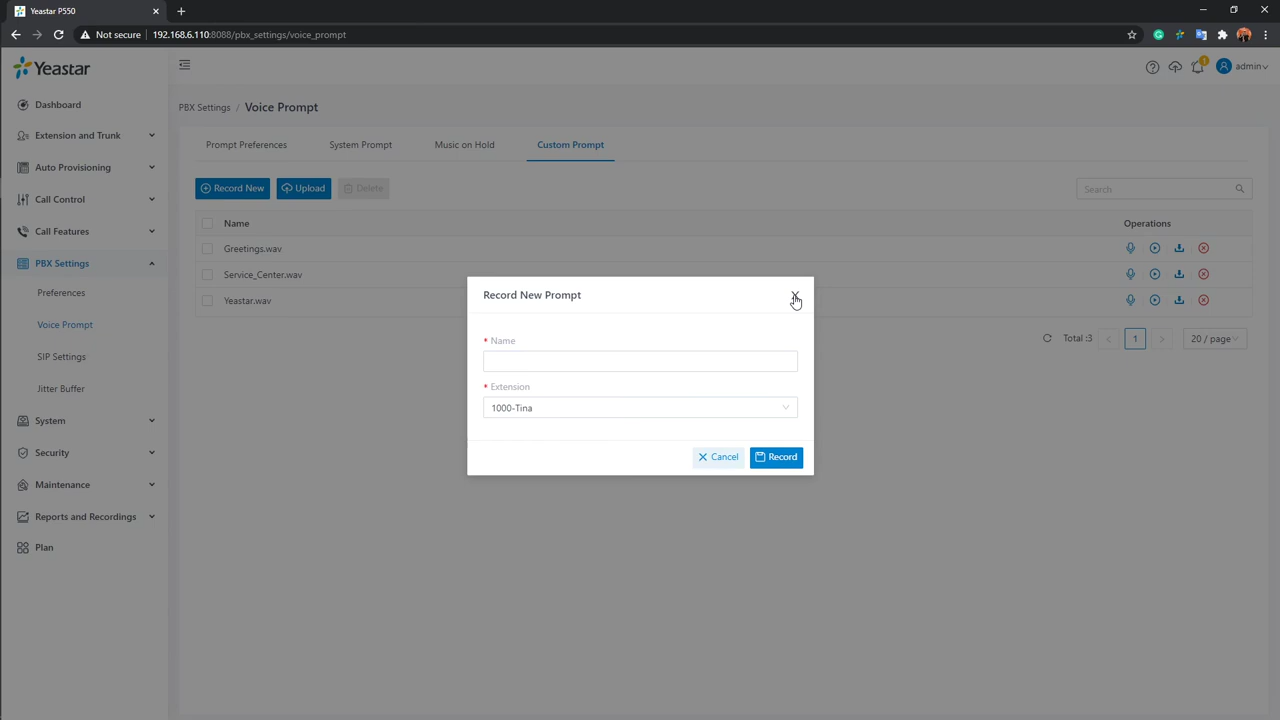 Yeastar P550
Not secure 192.168.6.110:8088/pbx_settings/voice_prompt
Yeastar
1
admin
Dashboard
Extension and Trunk
Auto Provisioning
Call Control
Call Features
PBX Settings
Preferences
Voice Prompt
SIP Settings
Jitter Buffer
System
Security
Maintenance
Reports and Recordings
Plan
PBX Settings / Voice Prompt
Prompt Preferences System Prompt Music on Hold Custom Prompt
Record New Upload Delete Search
Name Operations
Greetings.wav
Service_Center.wav
Yeastar.wav
Total :3 < 1 > 20 / page
Record New Prompt
* Name
* Extension
1000-Tina
Cancel Record